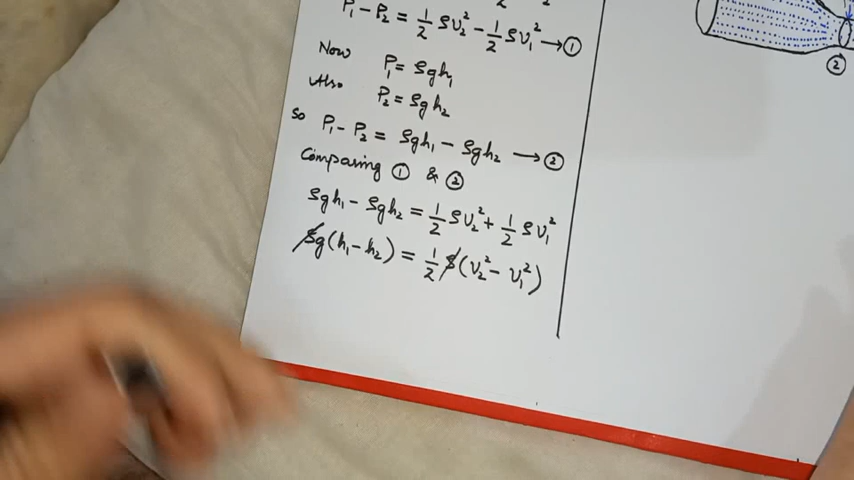 P₁ - P₂ = 1/2 ρv₂² - 1/2 ρv₁² → ①
Now P₁ = ρgh₁
Also P₂ = ρgh₂
So P₁ - P₂ = ρgh₁ - ρgh₂ → ②
Comparing ① & ②
ρgh₁ - ρgh₂ = 1/2 ρv₂² + 1/2 ρv₁²
ρg(h₁ - h₂) = 1/2 ρ(v₂² - v₁²)
②